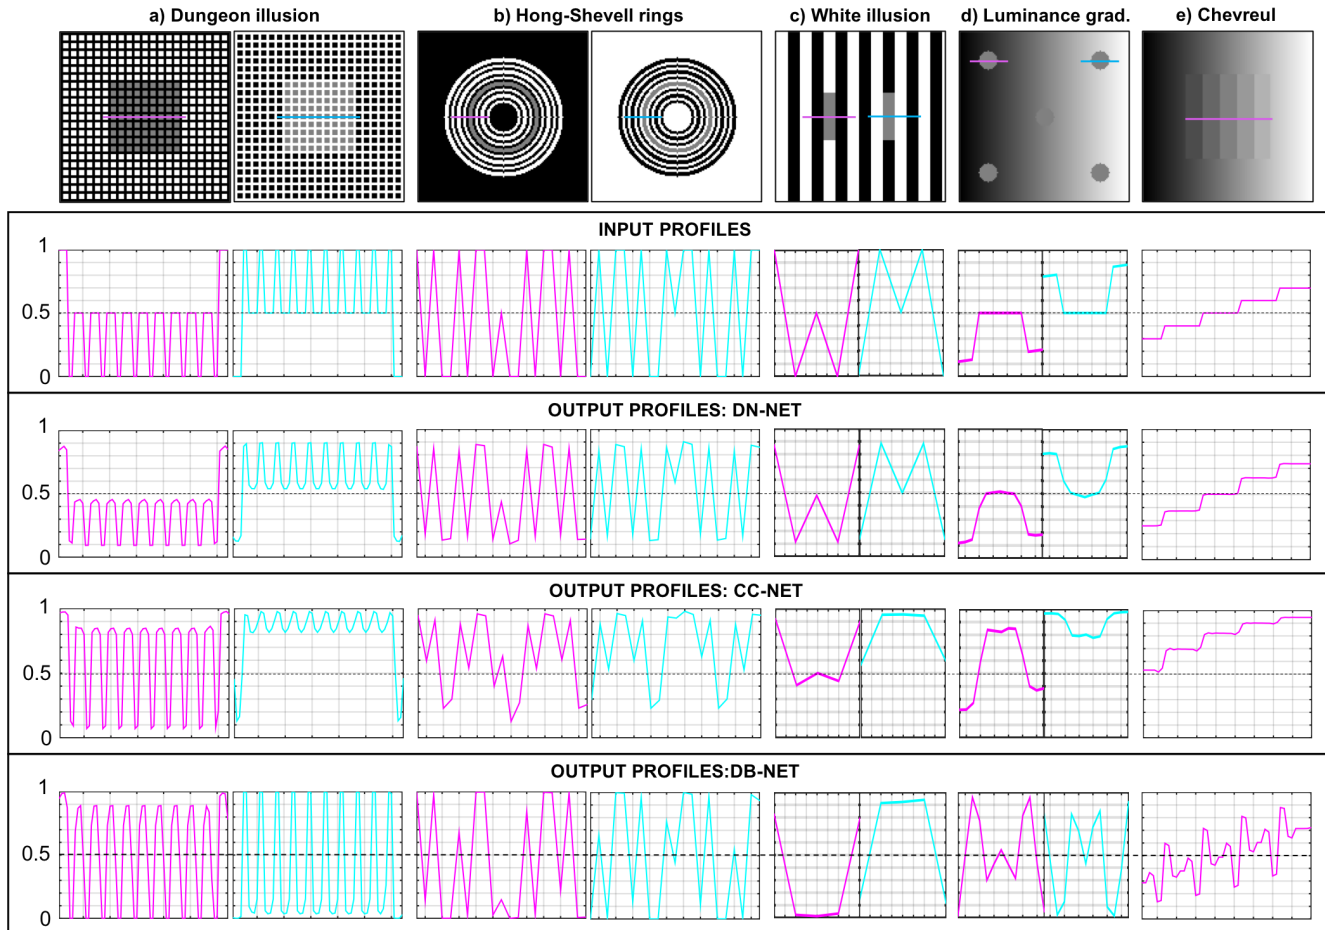 a) Dungeon illusion
b) Hong-Shevell rings
c) White illusion
d) Luminance grad.
e) Chevreul
INPUT PROFILES
1
0.5
0
OUTPUT PROFILES: DN-NET
1
0.5
0
OUTPUT PROFILES: CC-NET
1
0.5
0
OUTPUT PROFILES:DB-NET
1
0.5
0